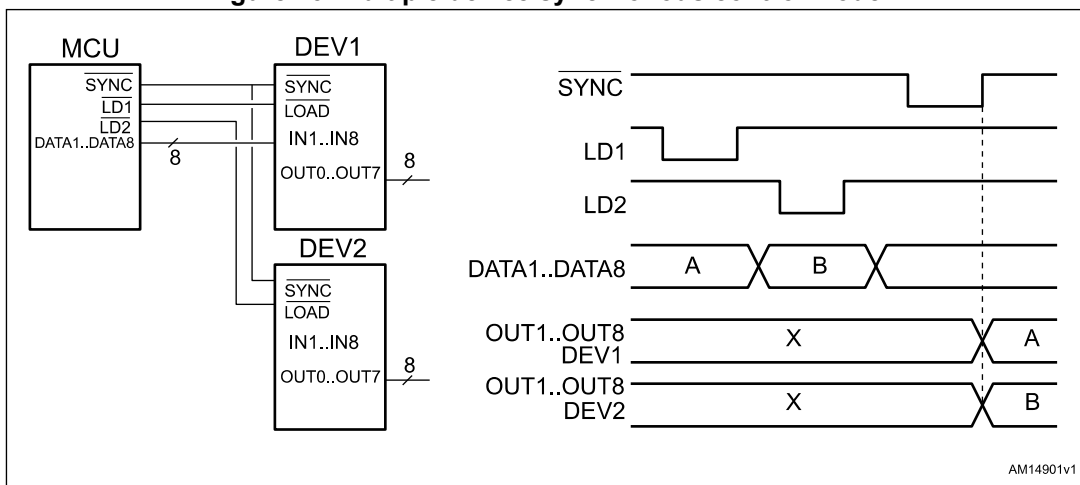 MCU
SYNC
LD1
LD2
DATA1..DATA8
8
DEV1
SYNC
LOAD
IN1..IN8
OUT0..OUT7
8
DEV2
SYNC
LOAD
IN1..IN8
OUT0..OUT7
8
SYNC
LD1
LD2
DATA1..DATA8 A B
OUT1..OUT8
DEV1
X A
OUT1..OUT8
DEV2
X B
AM14901v1